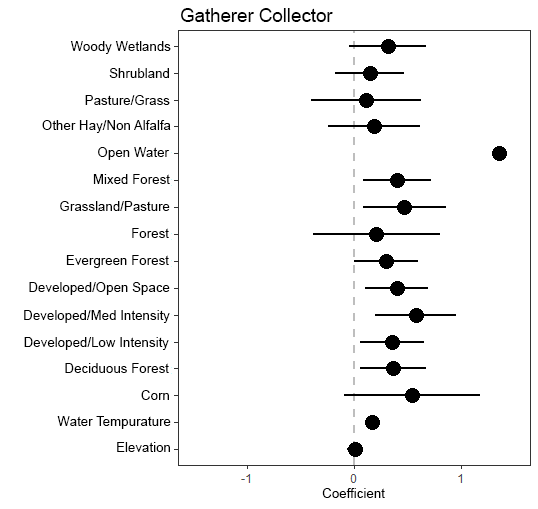 Gatherer Collector
Woody Wetlands
Shrubland
Pasture/Grass
Other Hay/Non Alfalfa
Open Water
Mixed Forest
Grassland/Pasture
Forest
Evergreen Forest
Developed/Open Space
Developed/Med Intensity
Developed/Low Intensity
Deciduous Forest
Corn
Water Tempurature
Elevation
-1 0 1
Coefficient